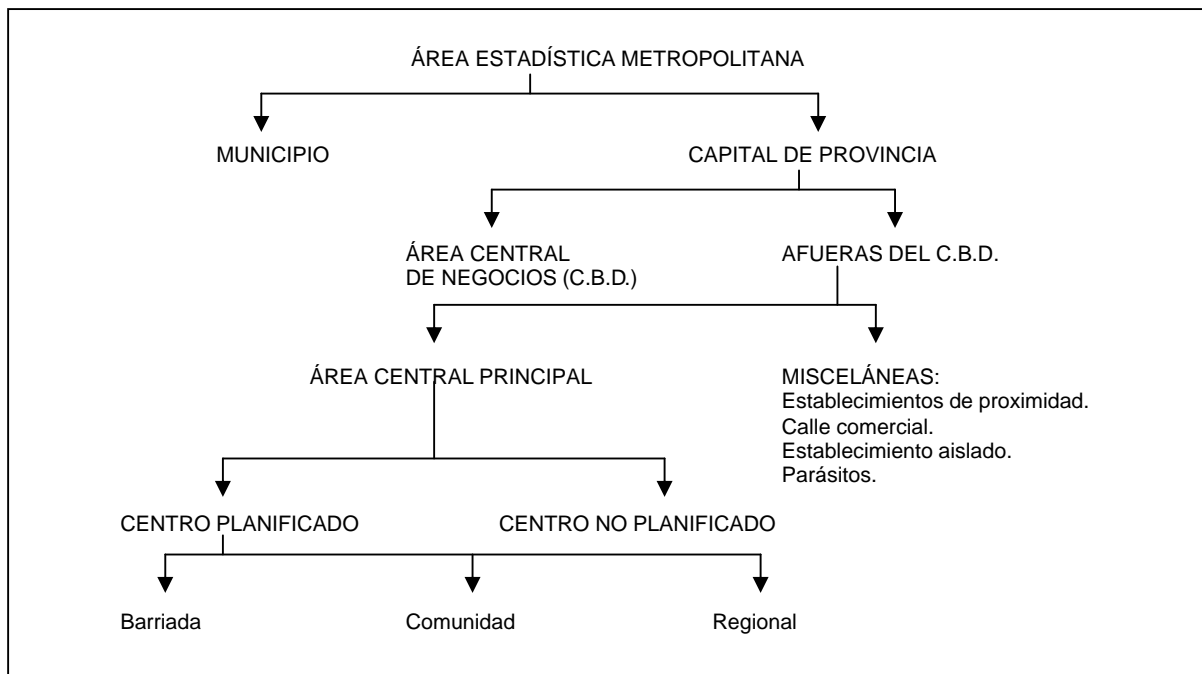 ÁREA ESTADÍSTICA METROPOLITANA
MUNICIPIO
CAPITAL DE PROVINCIA
ÁREA CENTRAL
DE NEGOCIOS (C.B.D.)
AFUERAS DEL C.B.D.
ÁREA CENTRAL PRINCIPAL
MISCELÁNEAS:
Establecimientos de proximidad.
Calle comercial.
Establecimiento aislado.
Parásitos.
CENTRO PLANIFICADO
CENTRO NO PLANIFICADO
Barriada
Comunidad
Regional